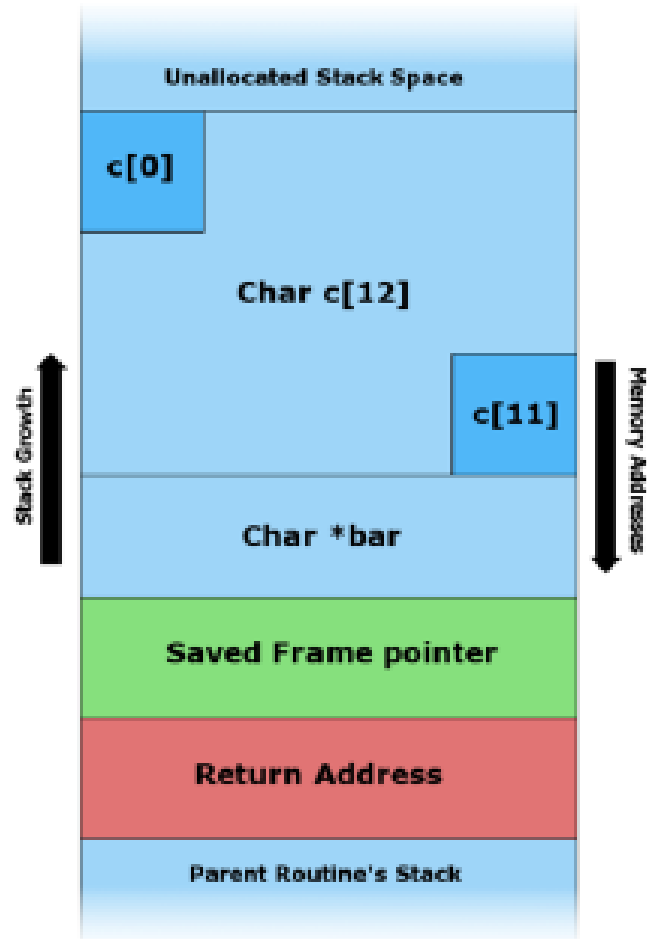 Unallocated Stack Space
c[0]
Char c[12]
c[11]
Stack Growth
Memory Addresses
Char *bar
Saved Frame pointer
Return Address
Parent Routine's Stack